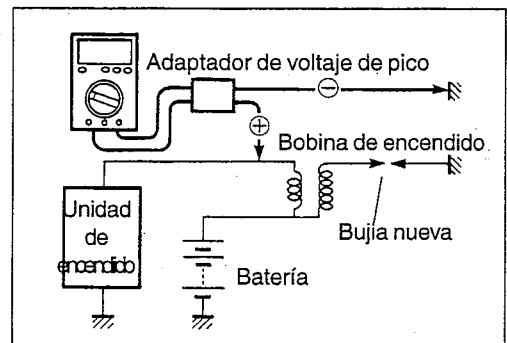 Adaptador de voltaje de pico
Bobina de encendido
Unidad
de
encendido
Bujía nueva
Batería